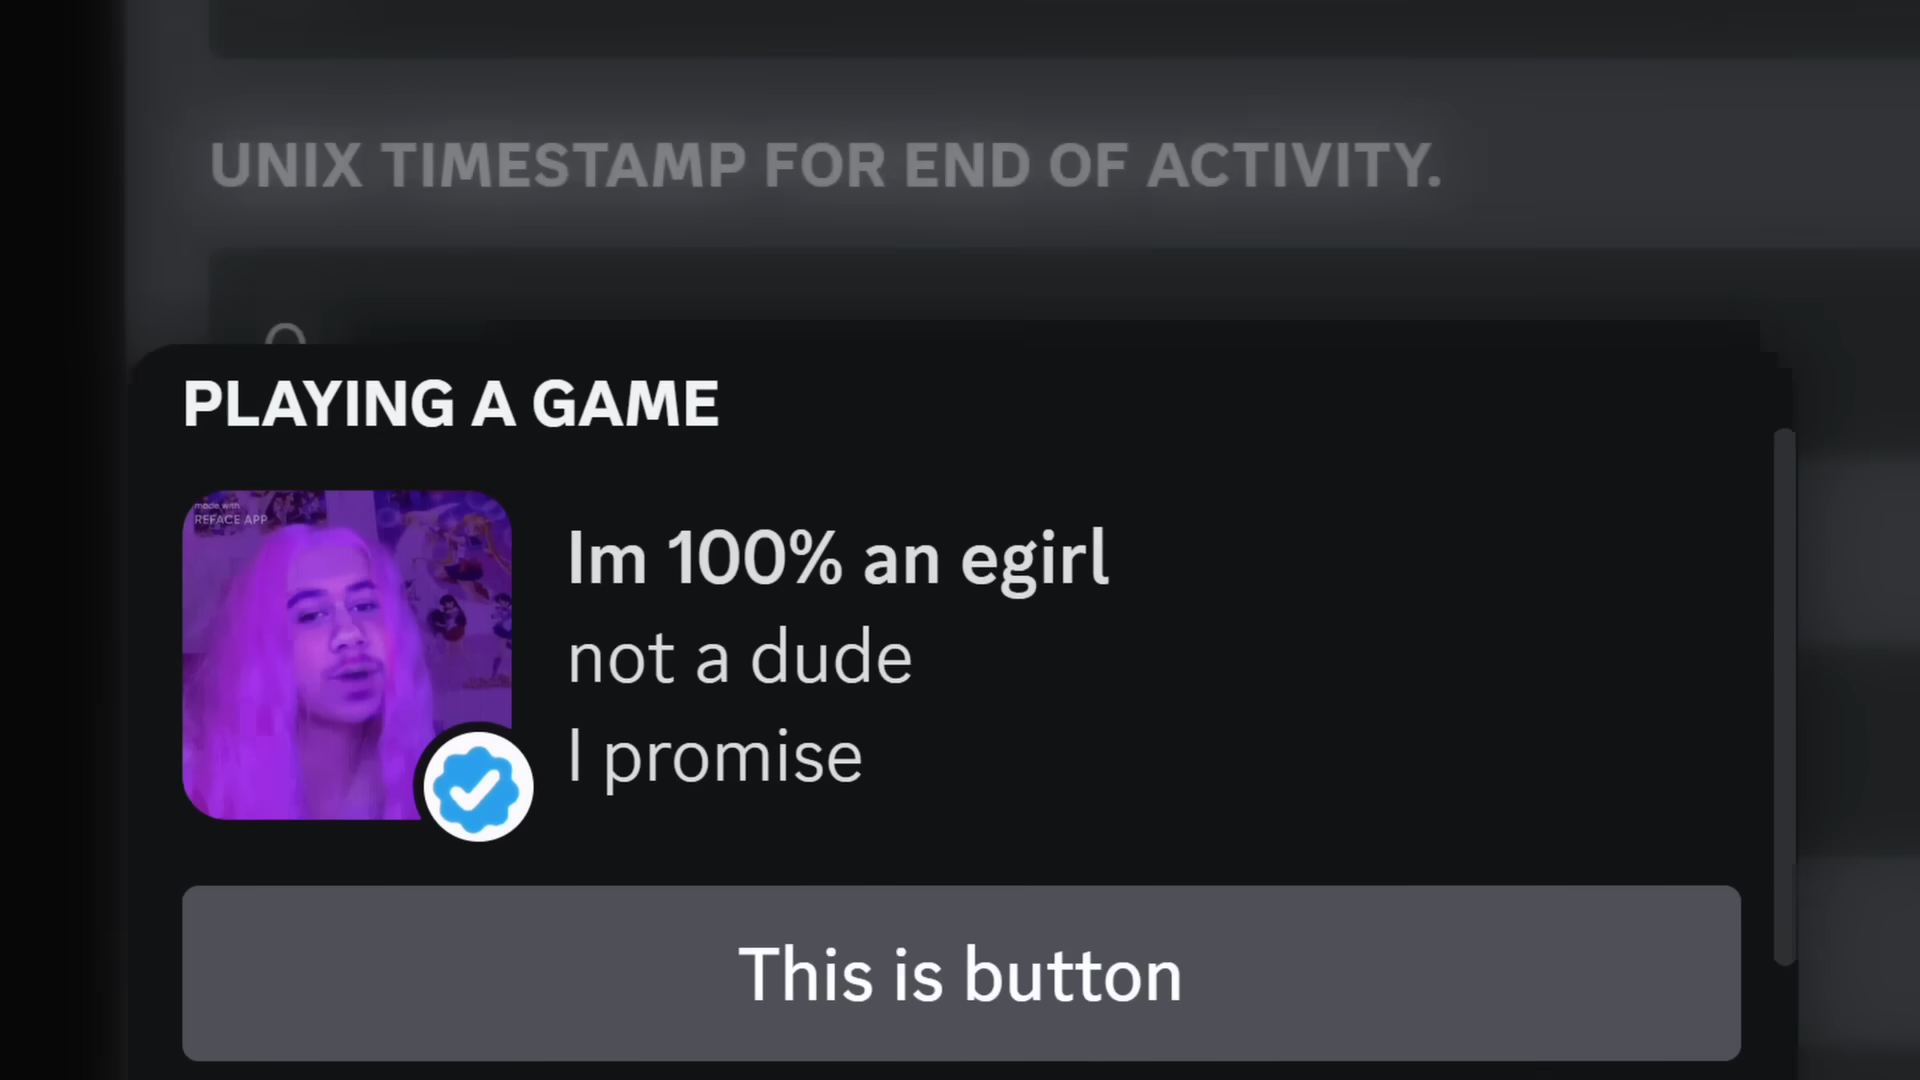 UNIX TIMESTAMP FOR END OF ACTIVITY.
PLAYING A GAME
made with
REFACE APP
Im 100% an egirl
not a dude
I promise
This is button